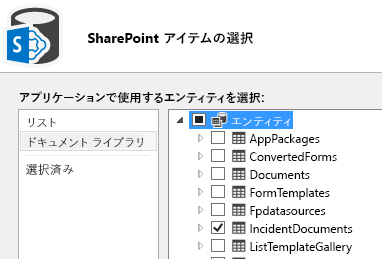 SharePoint アイテムの選択
アプリケーションで使用するエンティティを選択:
リスト
ドキュメント ライブラリ
選択済み
エンティティ
AppPackages
ConvertedForms
Documents
FormTemplates
Fpdatasources
IncidentDocuments
ListTemplateGallery